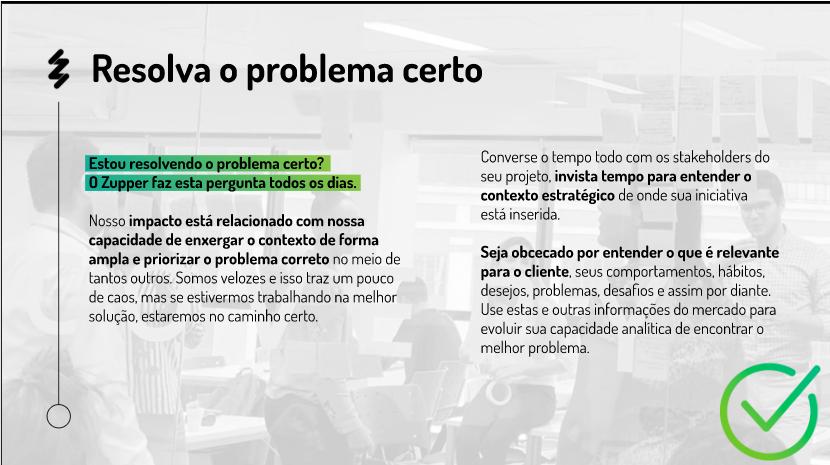 Resolva o problema certo
Estou resolvendo o problema certo?
O Zupper faz esta pergunta todos os dias.
Nosso impacto está relacionado com nossa
capacidade de enxergar o contexto de forma
ampla e priorizar o problema correto no meio de
tantos outros. Somos velozes e isso traz um pouco
de caos, mas se estivermos trabalhando na melhor
solução, estaremos no caminho certo.
Converse o tempo todo com os stakeholders do
seu projeto, invista tempo para entender o
contexto estratégico de onde sua iniciativa
está inserida.
Seja obcecado por entender o que é relevante
para o cliente, seus comportamentos, hábitos,
desejos, problemas, desafios e assim por diante.
Use estas e outras informações do mercado para
evoluir sua capacidade analítica de encontrar o
melhor problema.